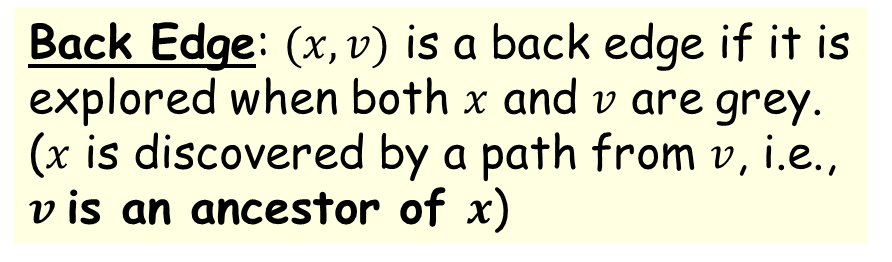 Back Edge: (x, v) is a back edge if it is
explored when both x and v are grey.
(x is discovered by a path from v, i.e.,
v is an ancestor of x)